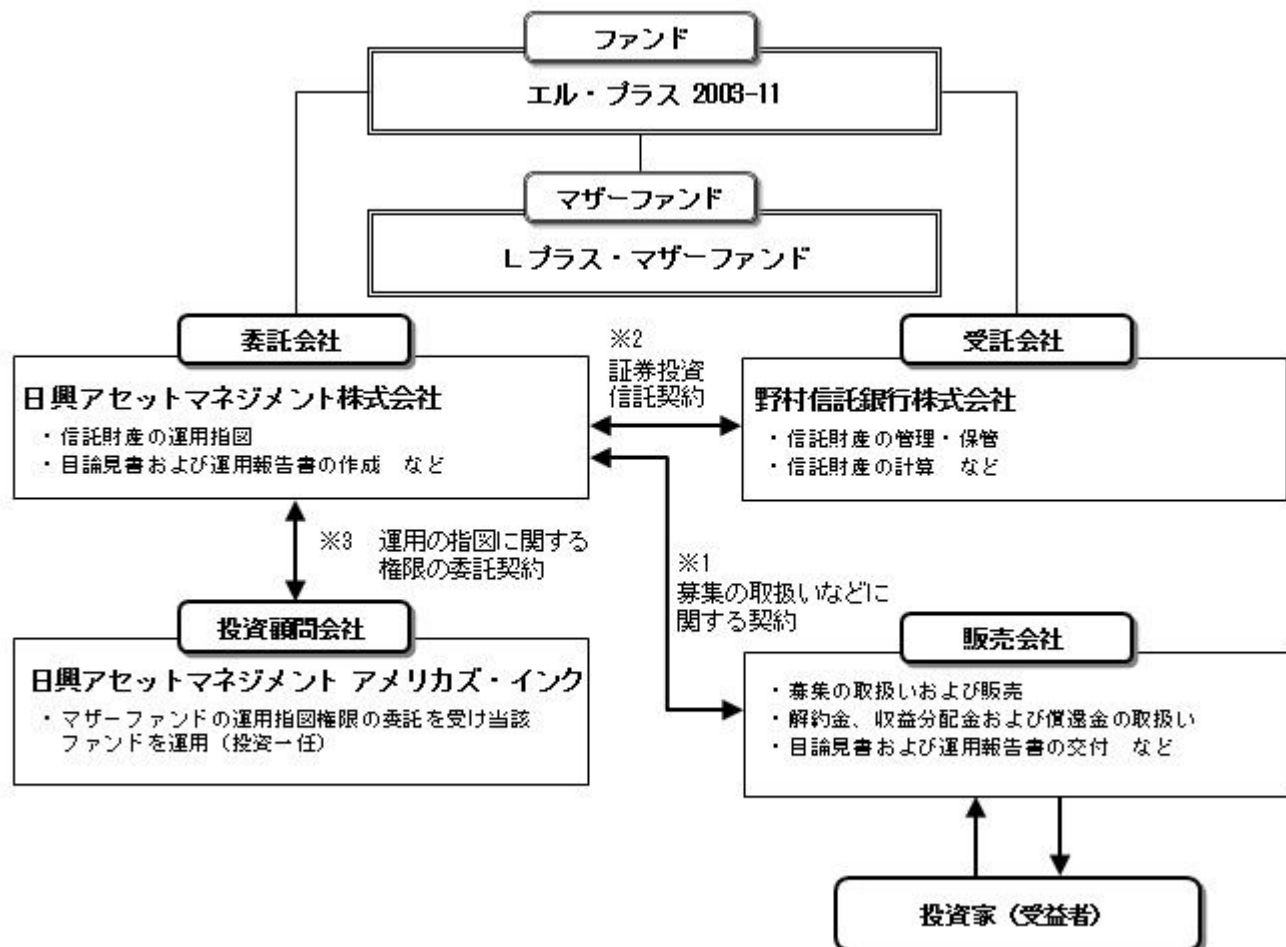 ファンド
エル・プラス 2003-11
マザーファンド
Lプラス・マザーファンド
委託会社
日興アセットマネジメント株式会社
・信託財産の運用指図
・目論見書および運用報告書の作成 など
※2
証券投資
信託契約
受託会社
野村信託銀行株式会社
・信託財産の管理・保管
・信託財産の計算 など
※3 運用の指図に関する
権限の委託契約
※1
募集の取扱いなどに
関する契約
投資顧問会社
日興アセットマネジメント アメリカズ・インク
・マザーファンドの運用指図権限の委託を受け当該
ファンドを運用(投資一任)
販売会社
・募集の取扱いおよび販売
・解約金、収益分配金および償還金の取扱い
・目論見書および運用報告書の交付 など
投資家(受益者)